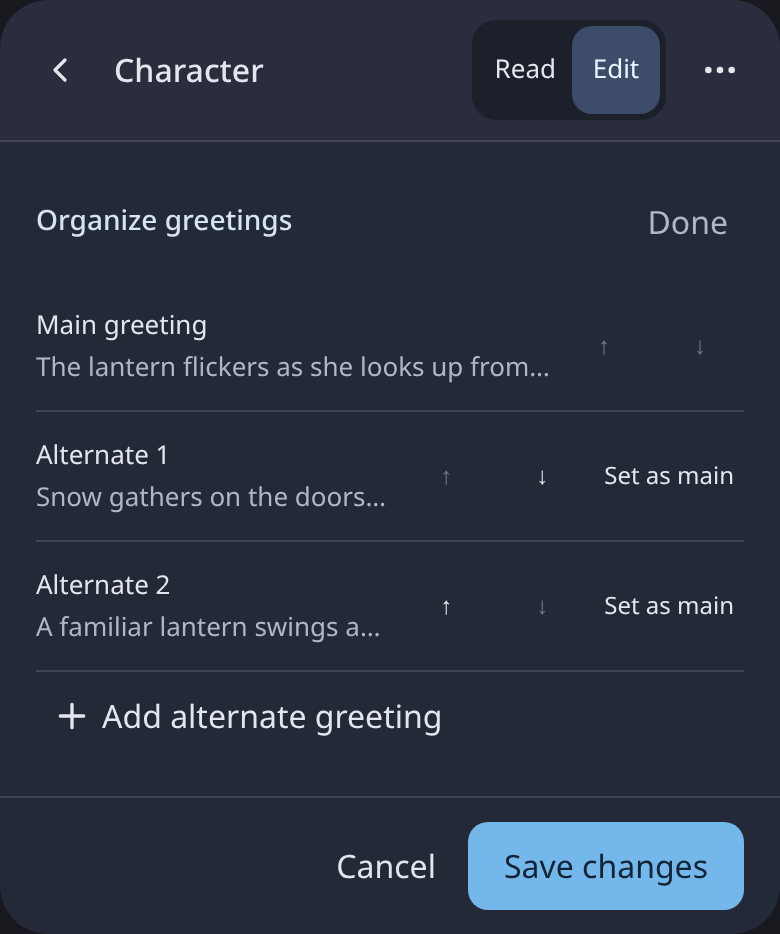 Character
Read
Edit
Organize greetings
Done
Main greeting
The lantern flickers as she looks up from...
↑
↓
Alternate 1
Snow gathers on the doors...
↑
↓
Set as main
Alternate 2
A familiar lantern swings a...
↑
↓
Set as main
Add alternate greeting
Cancel
Save changes